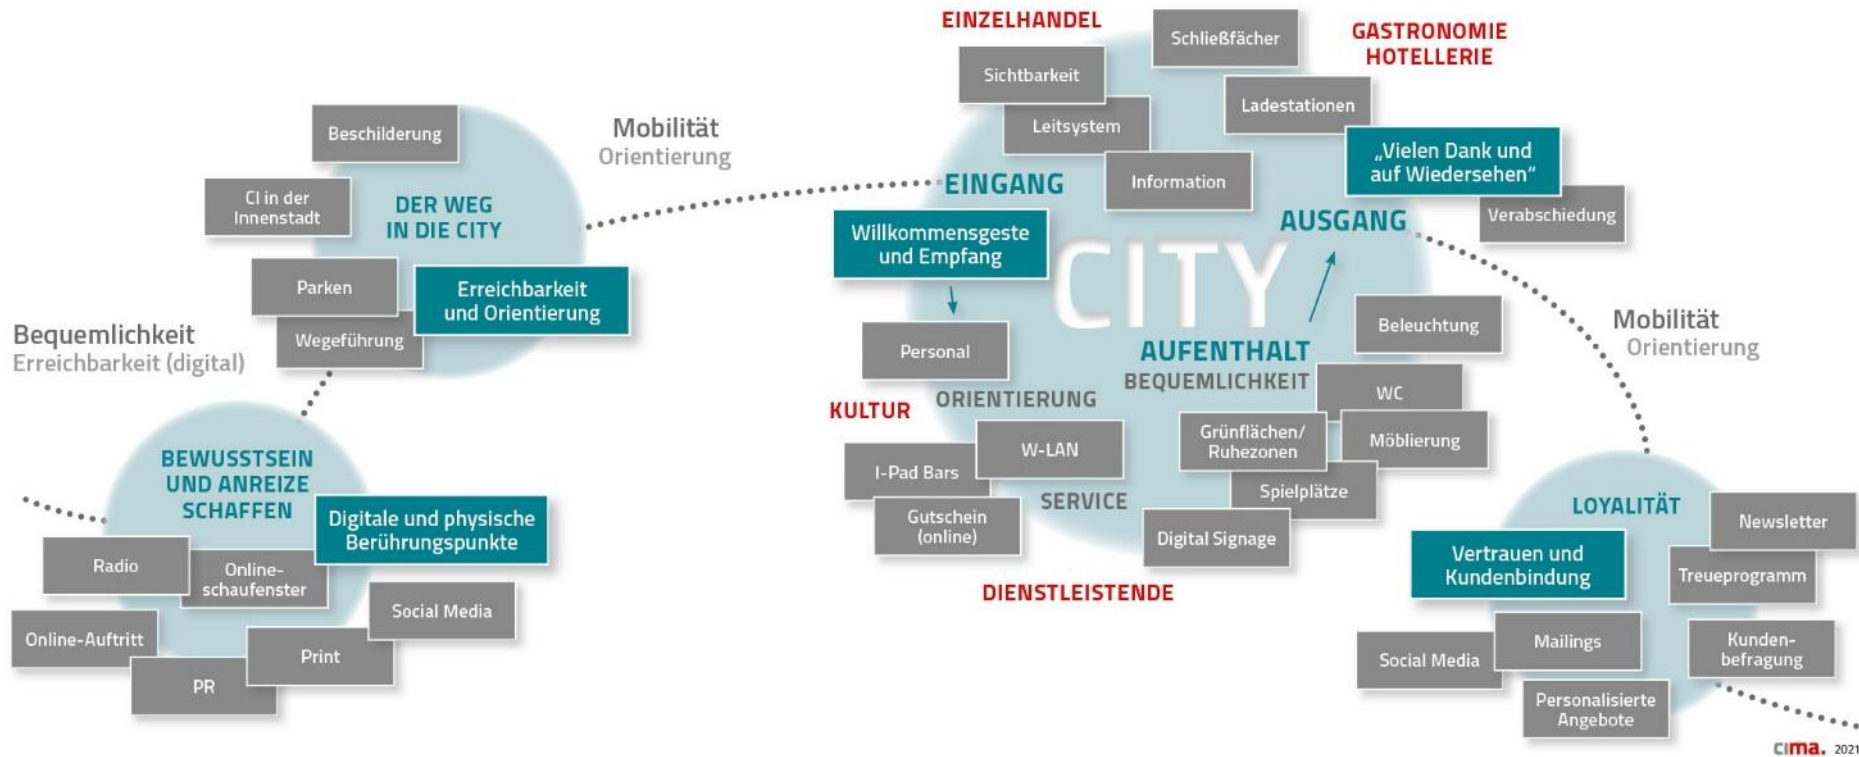 EINZELHANDEL
Schließfächer
GASTRONOMIE
HOTELLERIE
Sichtbarkeit
Ladestationen
Leitsystem
„Vielen Dank und
auf Wiedersehen“
Information
Verabschiedung
EINGANG
AUSGANG
Willkommensgeste
und Empfang
CITY
Personal
AUFENTHALT
BEQUEMLICHKEIT
Beleuchtung
ORIENTIERUNG
KULTUR
WC
Grünflächen/
Ruhezonen
Möblierung
W-LAN
I-Pad Bars
Spielplätze
SERVICE
Gutschein
(online)
Digital Signage
DIENSTLEISTENDE
Beschilderung
Mobilität
Orientierung
CI in der
Innenstadt
DER WEG
IN DIE CITY
Parken
Erreichbarkeit
und Orientierung
Wegeführung
Bequemlichkeit
Erreichbarkeit (digital)
BEWUSSTSEIN
UND ANREIZE
SCHAFFEN
Digitale und physische
Berührungspunkte
Radio
Online-
schaufenster
Social Media
Online-Auftritt
Print
PR
Mobilität
Orientierung
LOYALITÄT
Newsletter
Vertrauen und
Kundenbindung
Treueprogramm
Mailings
Kunden-
befragung
Social Media
Personalisierte
Angebote
cima. 2021